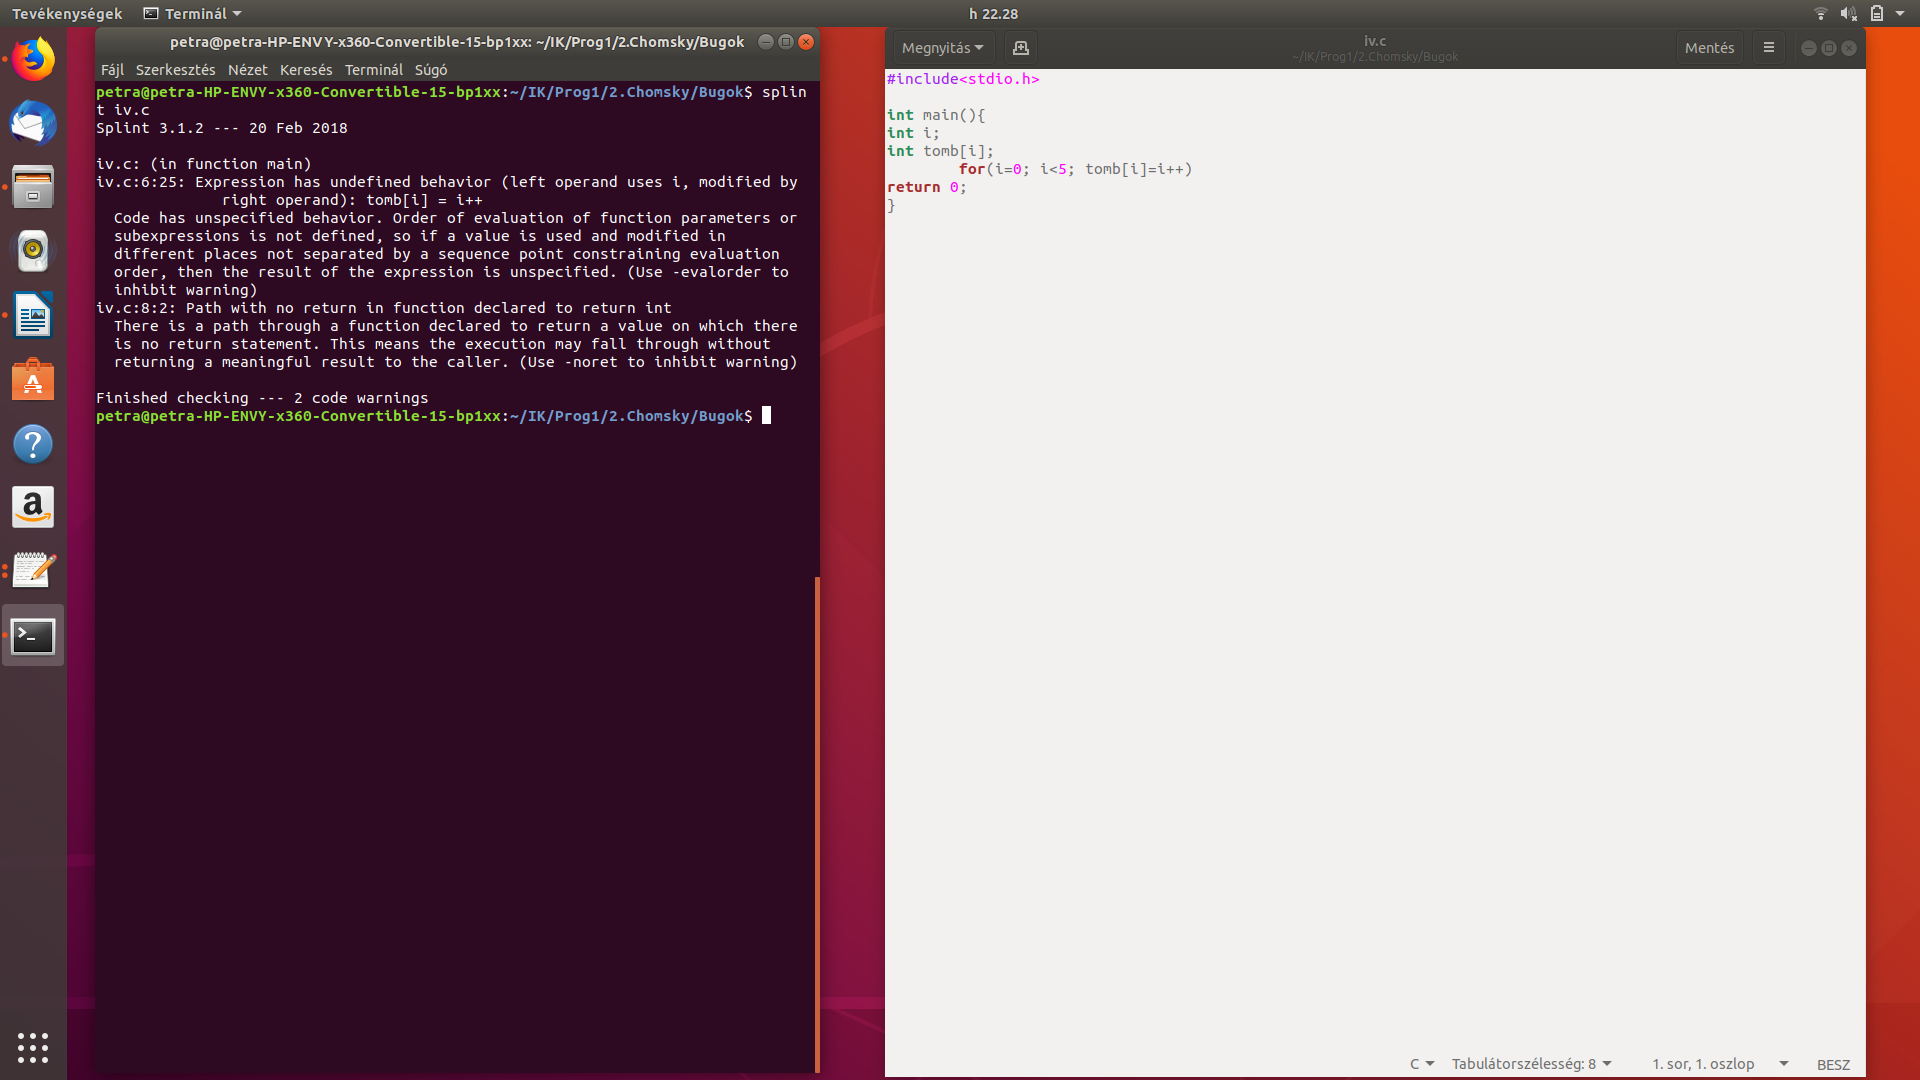 Tevékenységek Terminál h 22.28
petra@petra-HP-ENVY-x360-Convertible-15-bp1xx: ~/IK/Prog1/2.Chomsky/Bugok
Fájl Szerkesztés Nézet Keresés Terminál Súgó
petra@petra-HP-ENVY-x360-Convertible-15-bp1xx:~/IK/Prog1/2.Chomsky/Bugok$ splin
t iv.c
Splint 3.1.2 --- 20 Feb 2018
iv.c: (in function main)
iv.c:6:25: Expression has undefined behavior (left operand uses i, modified by
right operand): tomb[i] = i++
Code has unspecified behavior. Order of evaluation of function parameters or
subexpressions is not defined, so if a value is used and modified in
different places not separated by a sequence point constraining evaluation
order, then the result of the expression is unspecified. (Use -evalorder to
inhibit warning)
iv.c:8:2: Path with no return in function declared to return int
There is a path through a function declared to return a value on which there
is no return statement. This means the execution may fall through without
returning a meaningful result to the caller. (Use -noret to inhibit warning)
Finished checking --- 2 code warnings
petra@petra-HP-ENVY-x360-Convertible-15-bp1xx:~/IK/Prog1/2.Chomsky/Bugok$
Megnyitás
iv.c
~/IK/Prog1/2.Chomsky/Bugok
Mentés
#include<stdio.h>
int main(){
int i;
int tomb[i];
for(i=0; i<5; tomb[i]=i++)
return 0;
}
C Tabulátorszélesség: 8 1. sor, 1. oszlop BESZ